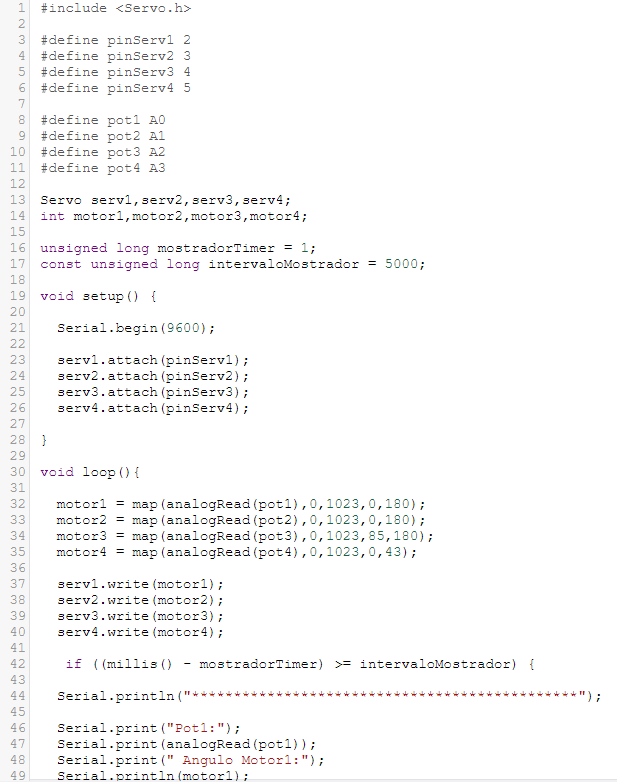 1 #include <Servo.h>
2
3 #define pinServ1 2
4 #define pinServ2 3
5 #define pinServ3 4
6 #define pinServ4 5
7
8 #define pot1 A0
9 #define pot2 A1
10 #define pot3 A2
11 #define pot4 A3
12
13 Servo serv1,serv2,serv3,serv4;
14 int motor1,motor2,motor3,motor4;
15
16 unsigned long mostradorTimer = 1;
17 const unsigned long intervaloMostrador = 5000;
18
19 void setup() {
20
21 Serial.begin(9600);
22
23 serv1.attach(pinServ1);
24 serv2.attach(pinServ2);
25 serv3.attach(pinServ3);
26 serv4.attach(pinServ4);
27
28 }
29
30 void loop(){
31
32 motor1 = map(analogRead(pot1),0,1023,0,180);
33 motor2 = map(analogRead(pot2),0,1023,0,180);
34 motor3 = map(analogRead(pot3),0,1023,85,180);
35 motor4 = map(analogRead(pot4),0,1023,0,43);
36
37 serv1.write(motor1);
38 serv2.write(motor2);
39 serv3.write(motor3);
40 serv4.write(motor4);
41
42 if ((millis() - mostradorTimer) >= intervaloMostrador) {
43
44 Serial.println("**********************************************");
45
46 Serial.print("Pot1:");
47 Serial.print(analogRead(pot1));
48 Serial.print(" Angulo Motor1:");
49 Serial.println(motor1);